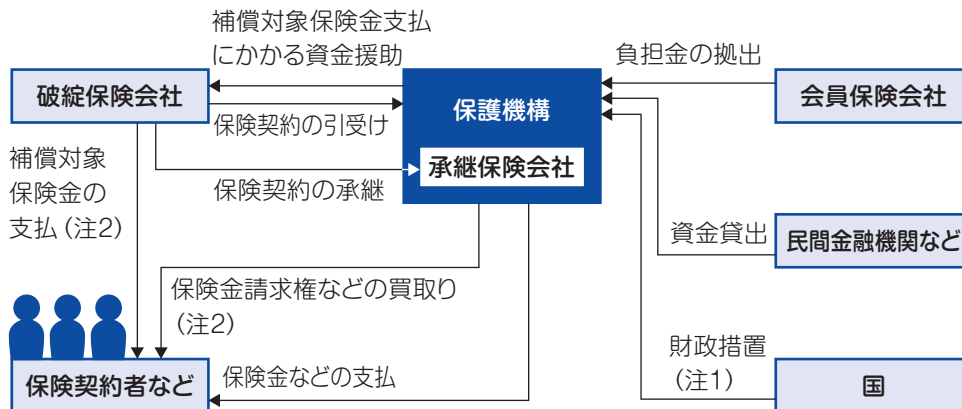 補償対象保険金支払
にかかる資金援助
負担金の拠出
破綻保険会社
保護機構
会員保険会社
保険契約の引受け
承継保険会社
補償対象
保険金の
支払(注2)
保険契約の承継
資金貸出
民間金融機関など
保険金請求権などの買取り
(注2)
財政措置
(注1)
保険契約者など
保険金などの支払
国